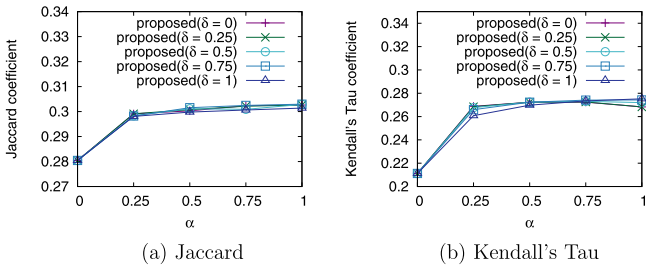 Jaccard coefficient
0.34
0.33
0.32
0.31
0.3
0.29
0.28
0.27
proposed(δ = 0)
proposed(δ = 0.25)
proposed(δ = 0.5)
proposed(δ = 0.75)
proposed(δ = 1)
0 0.25 0.5 0.75 1
α
(a) Jaccard
Kendall's Tau coefficient
0.34
0.32
0.3
0.28
0.26
0.24
0.22
0.2
proposed(δ = 0)
proposed(δ = 0.25)
proposed(δ = 0.5)
proposed(δ = 0.75)
proposed(δ = 1)
0 0.25 0.5 0.75 1
α
(b) Kendall's Tau